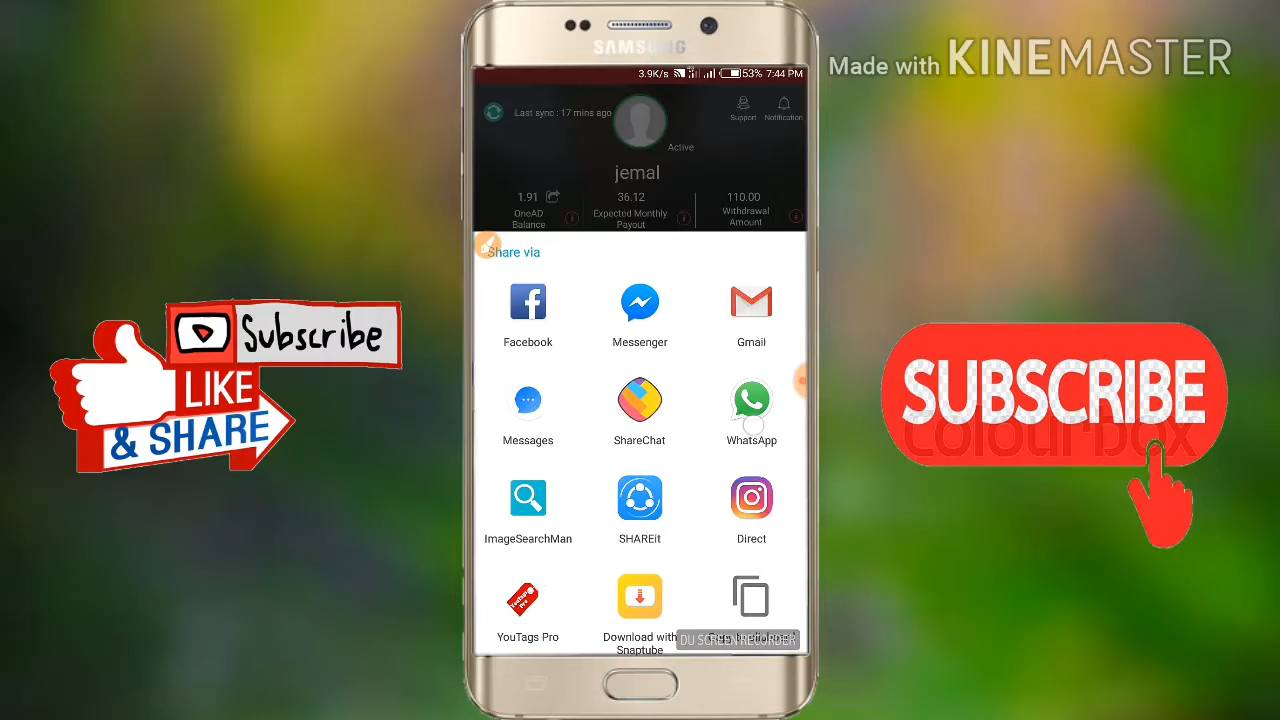 Made with KINEMASTER
SAMSUNG
3.9K/s 53% 7:44 PM
Last sync : 17 mins ago
Support
Notification
Active
jemal
1.91
36.12
110.00
OneAD
Balance
Expected Monthly
Payout
Withdrawal
Amount
Share via
Facebook
Messenger
Gmail
Messages
ShareChat
WhatsApp
ImageSearchMan
SHAREit
Direct
YouTags Pro
Download with
Snaptube
DU SCREEN RECORDER
Subscribe
LIKE
& SHARE
SUBSCRIBE
colourbox